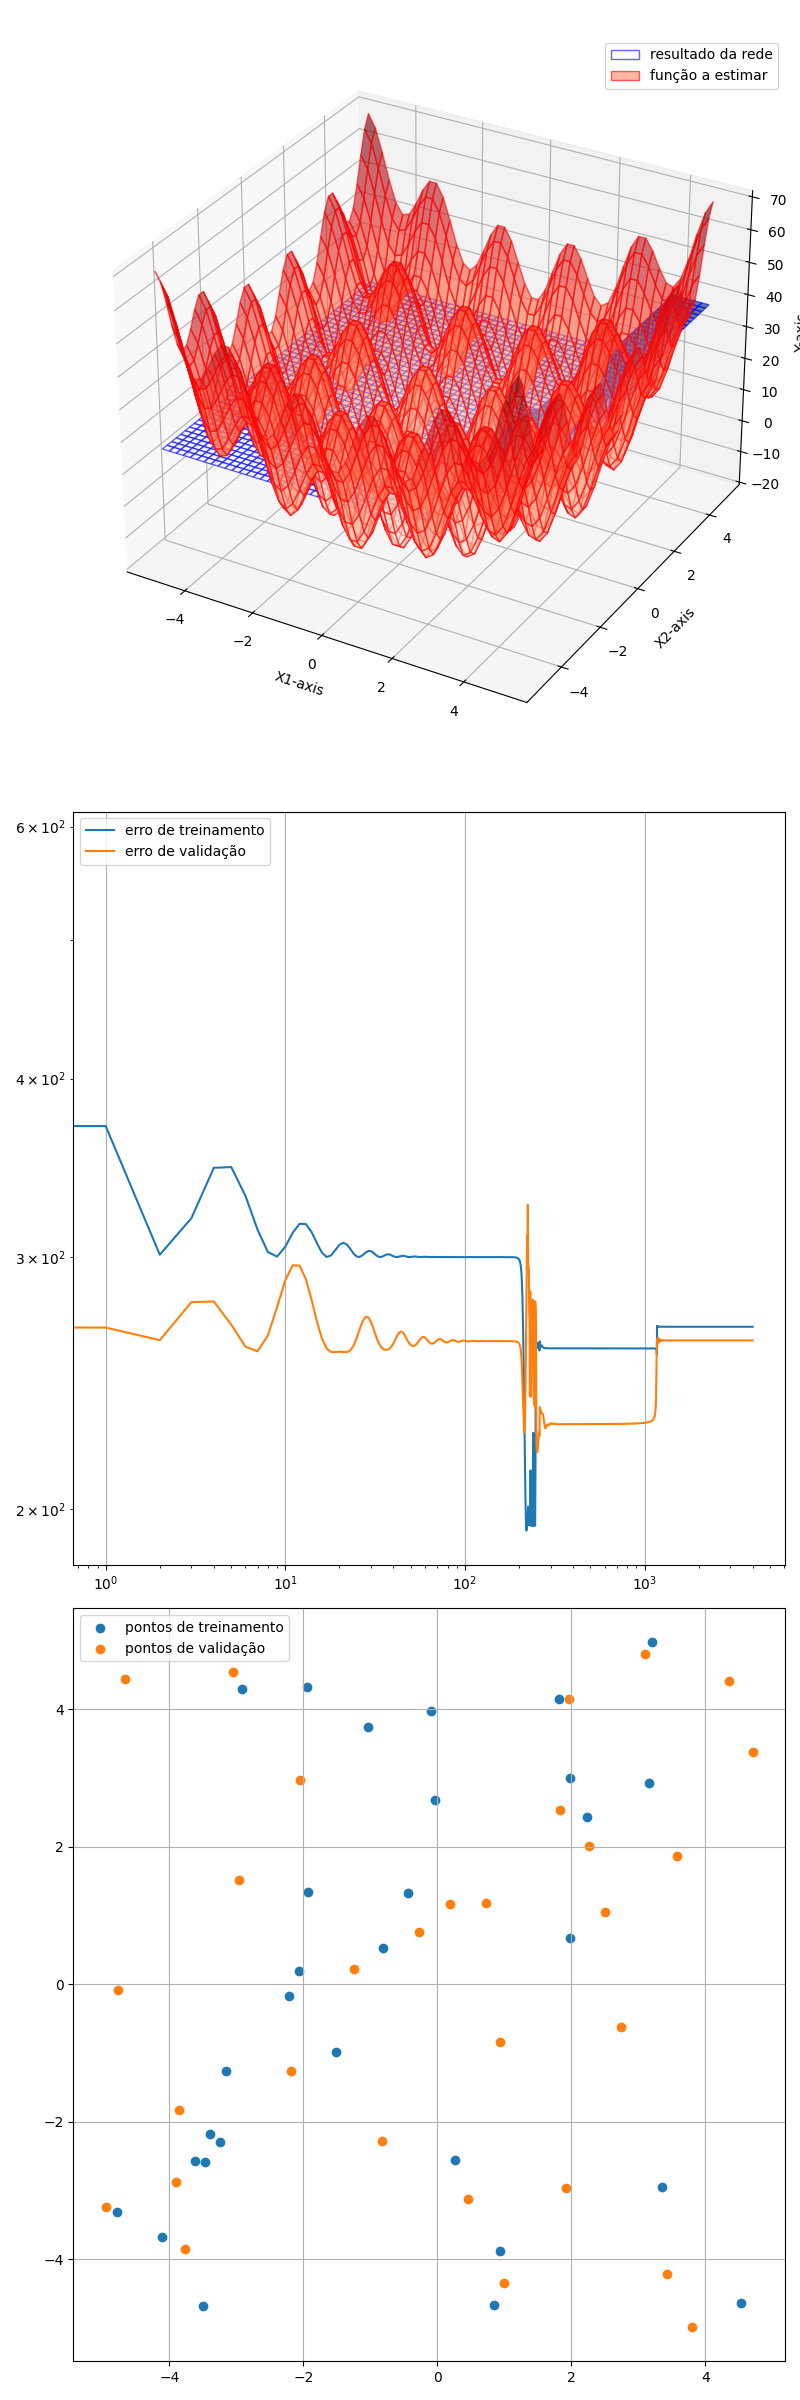 resultado da rede
função a estimar
70
60
50
40
30
20
10
0
−10
−20
−4
−2
0
2
4
X1-axis
−4
−2
0
2
4
X2-axis
6 × 10²
4 × 10²
3 × 10²
2 × 10²
erro de treinamento
erro de validação
10⁰
10¹
10²
10³
pontos de treinamento
pontos de validação
4
2
0
−2
−4
−4
−2
0
2
4